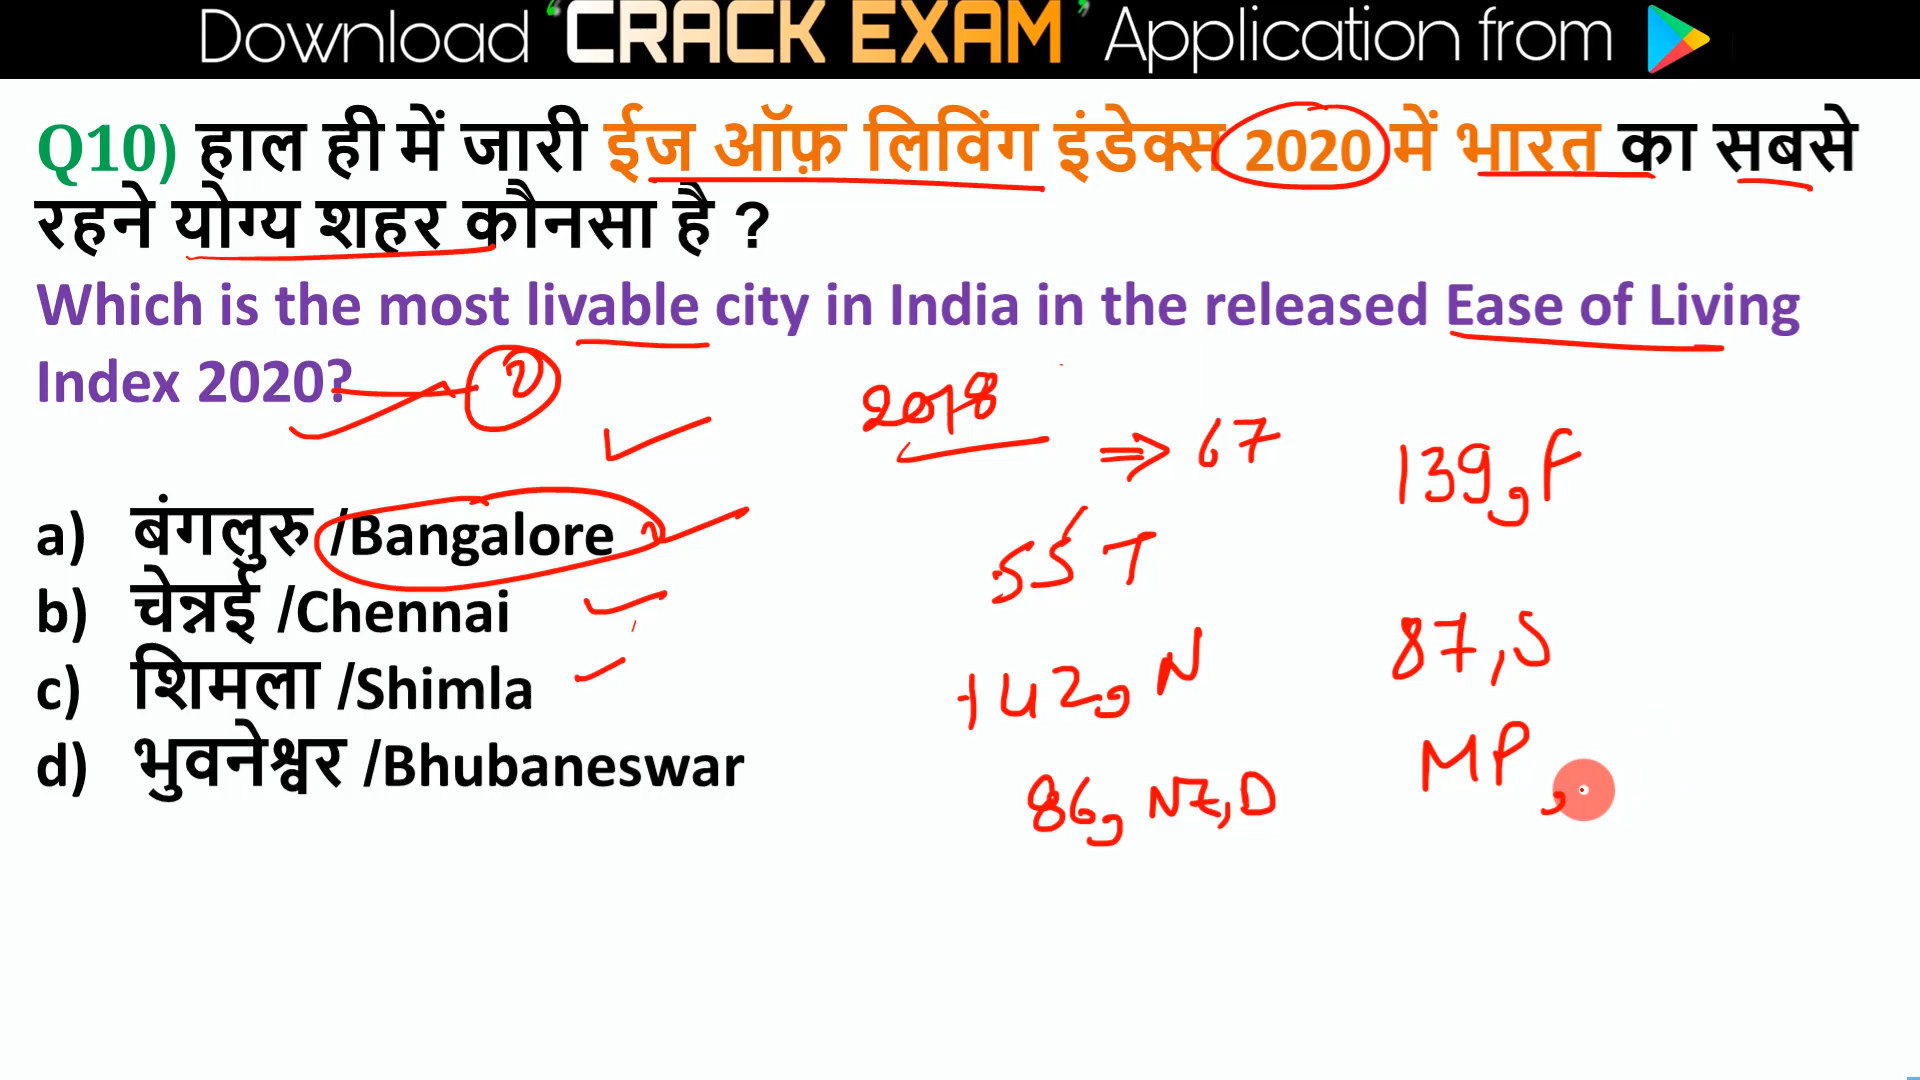 Download ‘CRACK EXAM’ Application from
Q10) हाल ही में जारी ईज ऑफ़ लिविंग इंडेक्स 2020 में भारत का सबसे
रहने योग्य शहर कौनसा है ?
Which is the most livable city in India in the released Ease of Living
Index 2020?
2018
⇒ 67
139, F
a) बंगलुरु /Bangalore
55 T
b) चेन्नई /Chennai
87, S
c) शिमला /Shimla
142, N
d) भुवनेश्वर /Bhubaneswar
MP,
86, NZ, D